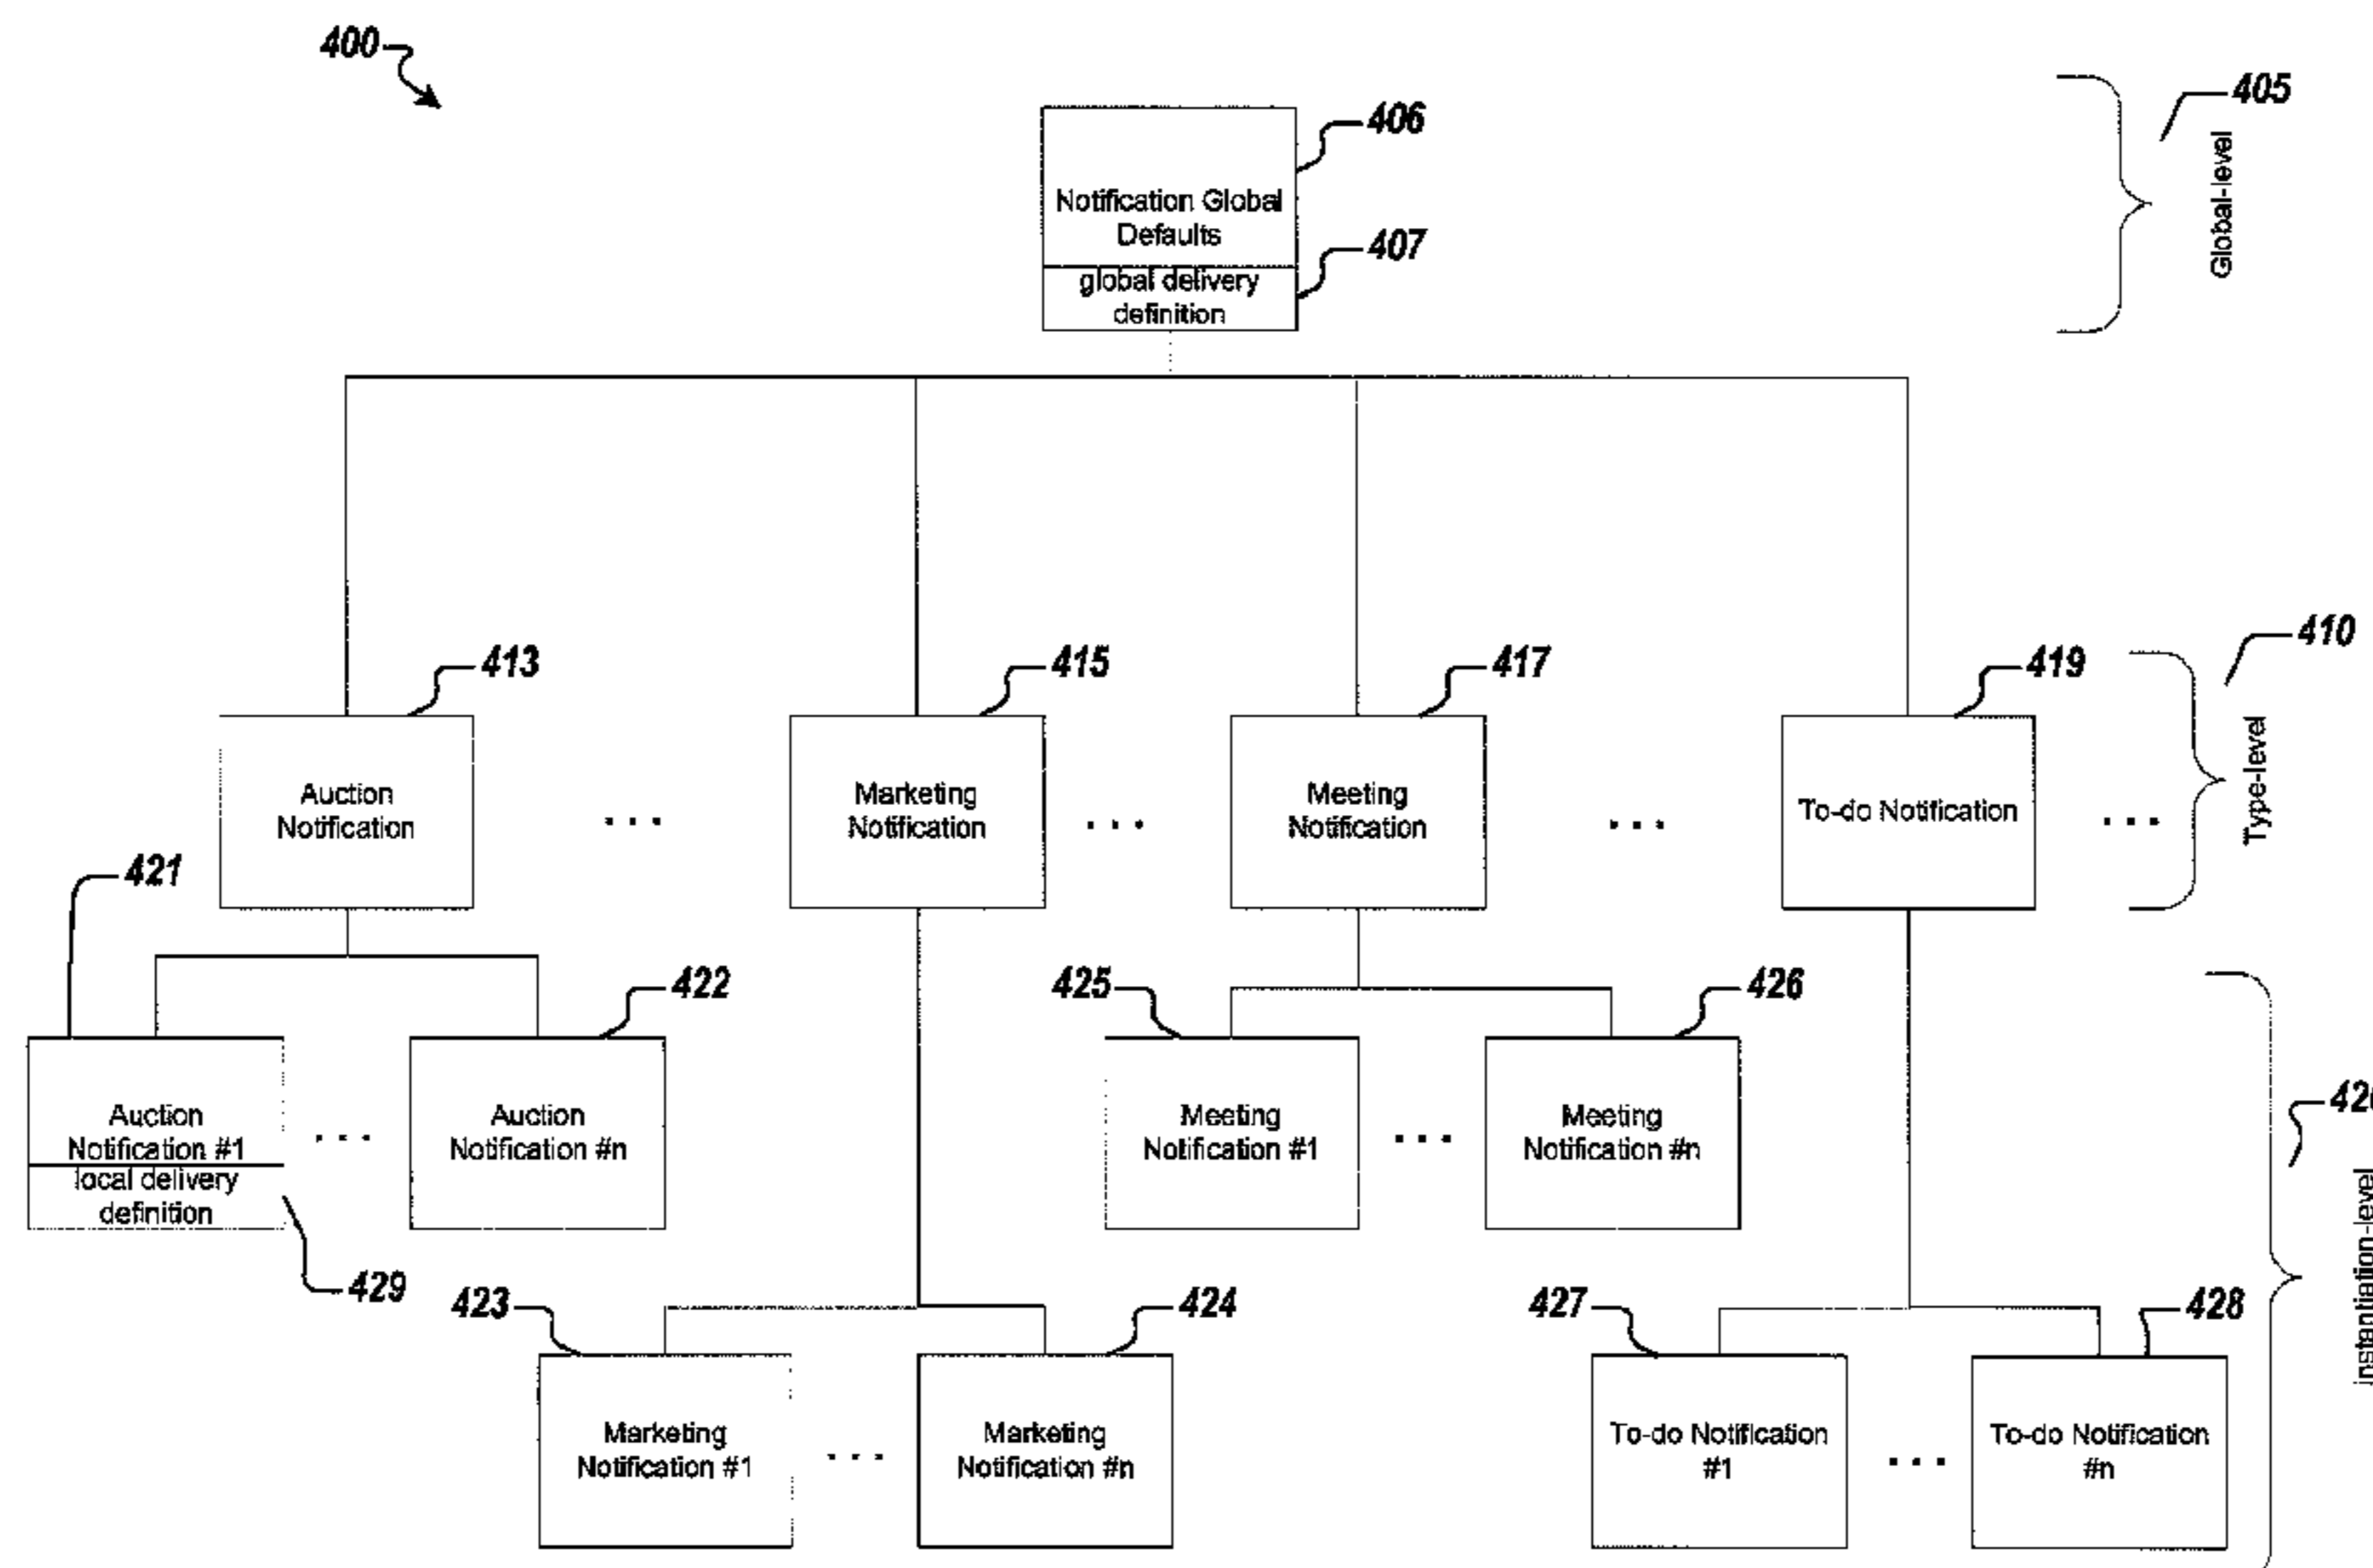 400
405
406
Notification Global
Defaults
Global-level
407
global delivery
definition
410
413
415
417
419
Auction
Notification
...
Marketing
Notification
...
Meeting
Notification
...
To-do Notification
...
Type-level
421
422
425
426
Auction
Notification #1
local delivery
definition
...
Auction
Notification #n
Meeting
Notification #1
...
Meeting
Notification #n
instantiation-level
429
423
424
427
428
Marketing
Notification #1
...
Marketing
Notification #n
To-do Notification
#1
...
To-do Notification
#n